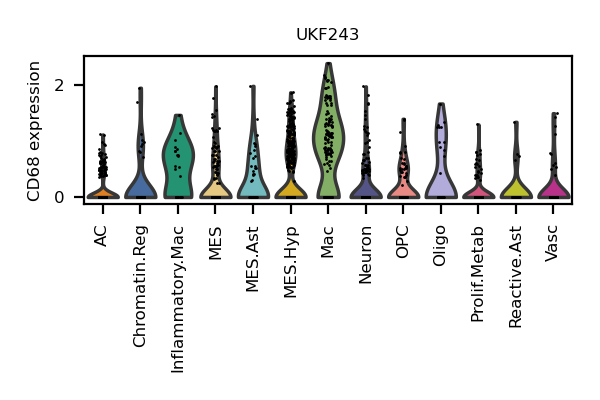 UKF243
CD68 expression
2
0
AC
Chromatin.Reg
Inflammatory.Mac
MES
MES.Ast
MES.Hyp
Mac
Neuron
OPC
Oligo
Prolif.Metab
Reactive.Ast
Vasc